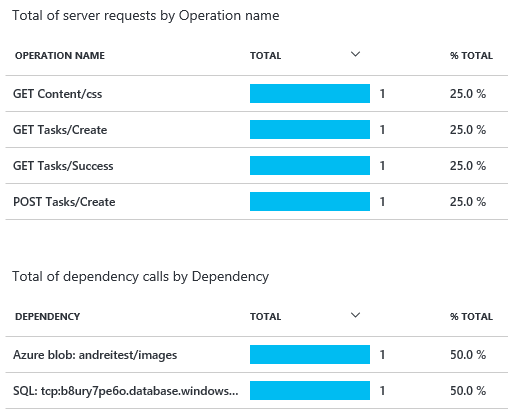 Total of server requests by Operation name
OPERATION NAME TOTAL % TOTAL
GET Content/css 1 25.0 %
GET Tasks/Create 1 25.0 %
GET Tasks/Success 1 25.0 %
POST Tasks/Create 1 25.0 %
Total of dependency calls by Dependency
DEPENDENCY TOTAL % TOTAL
Azure blob: andreitest/images 1 50.0 %
SQL: tcp:b8ury7pe6o.database.windows... 1 50.0 %